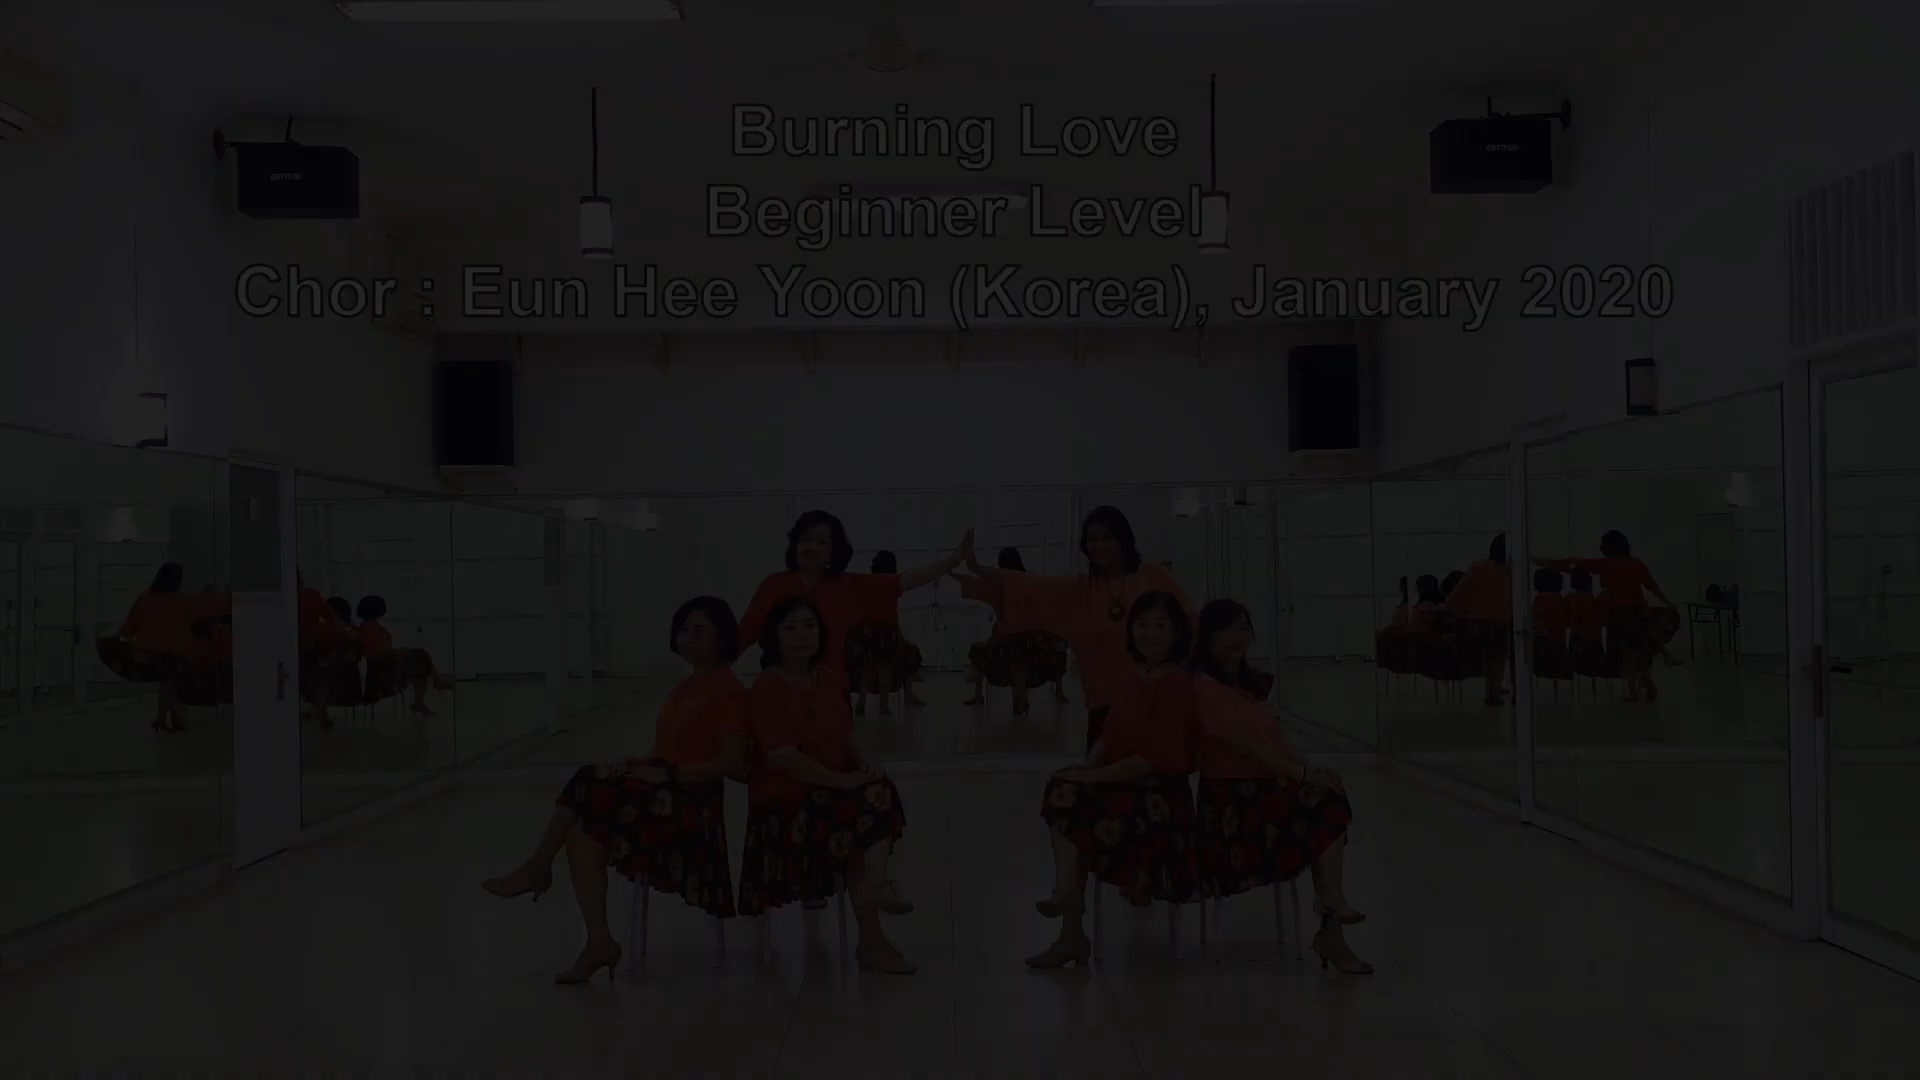 Burning Love
Beginner Level
Chor : Eun Hee Yoon (Korea), January 2020